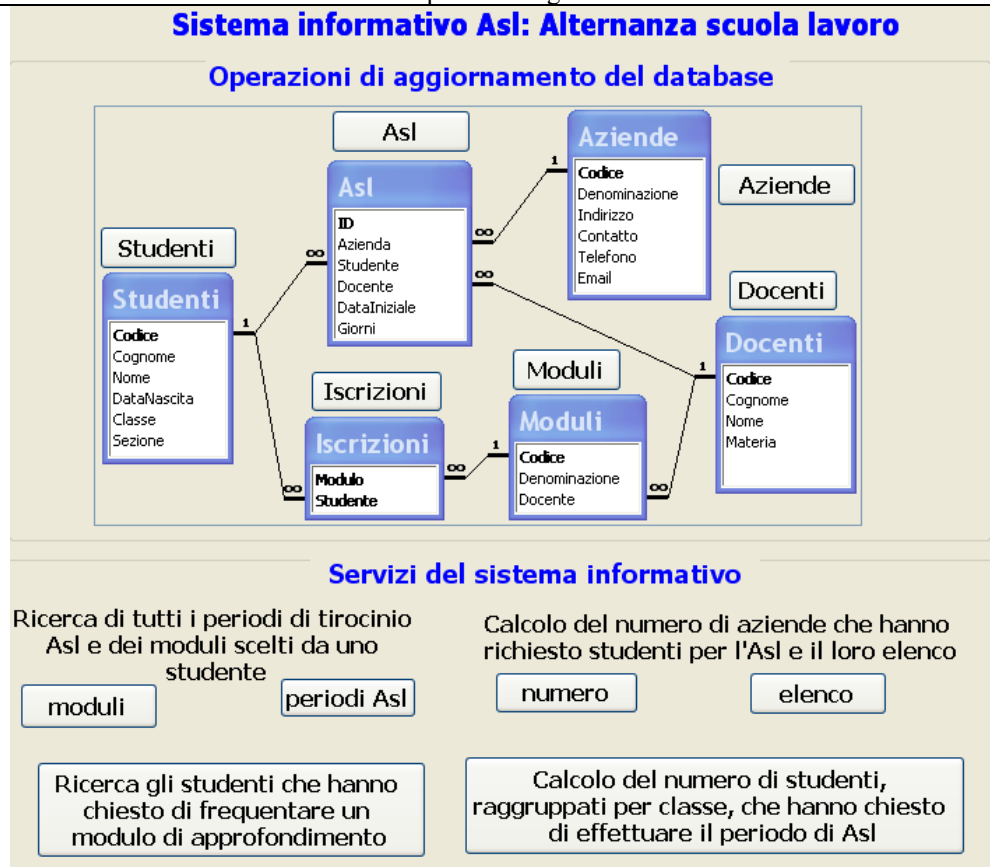 Sistema informativo Asl: Alternanza scuola lavoro
Operazioni di aggiornamento del database
Asl
Asl
ID
Azienda
Studente
Docente
DataIniziale
Giorni
Aziende
Codice
Denominazione
Indirizzo
Contatto
Telefono
Email
Aziende
Studenti
Studenti
Codice
Cognome
Nome
DataNascita
Classe
Sezione
Docenti
Docenti
Codice
Cognome
Nome
Materia
Iscrizioni
Iscrizioni
Modulo
Studente
Moduli
Moduli
Codice
Denominazione
Docente
1
∞
1
∞
∞
1
∞
∞
1
∞
Servizi del sistema informativo
Ricerca di tutti i periodi di tirocinio
Asl e dei moduli scelti da uno
studente
moduli
periodi Asl
Calcolo del numero di aziende che hanno
richiesto studenti per l'Asl e il loro elenco
numero
elenco
Ricerca gli studenti che hanno
chiesto di frequentare un
modulo di approfondimento
Calcolo del numero di studenti,
raggruppati per classe, che hanno chiesto
di effettuare il periodo di Asl